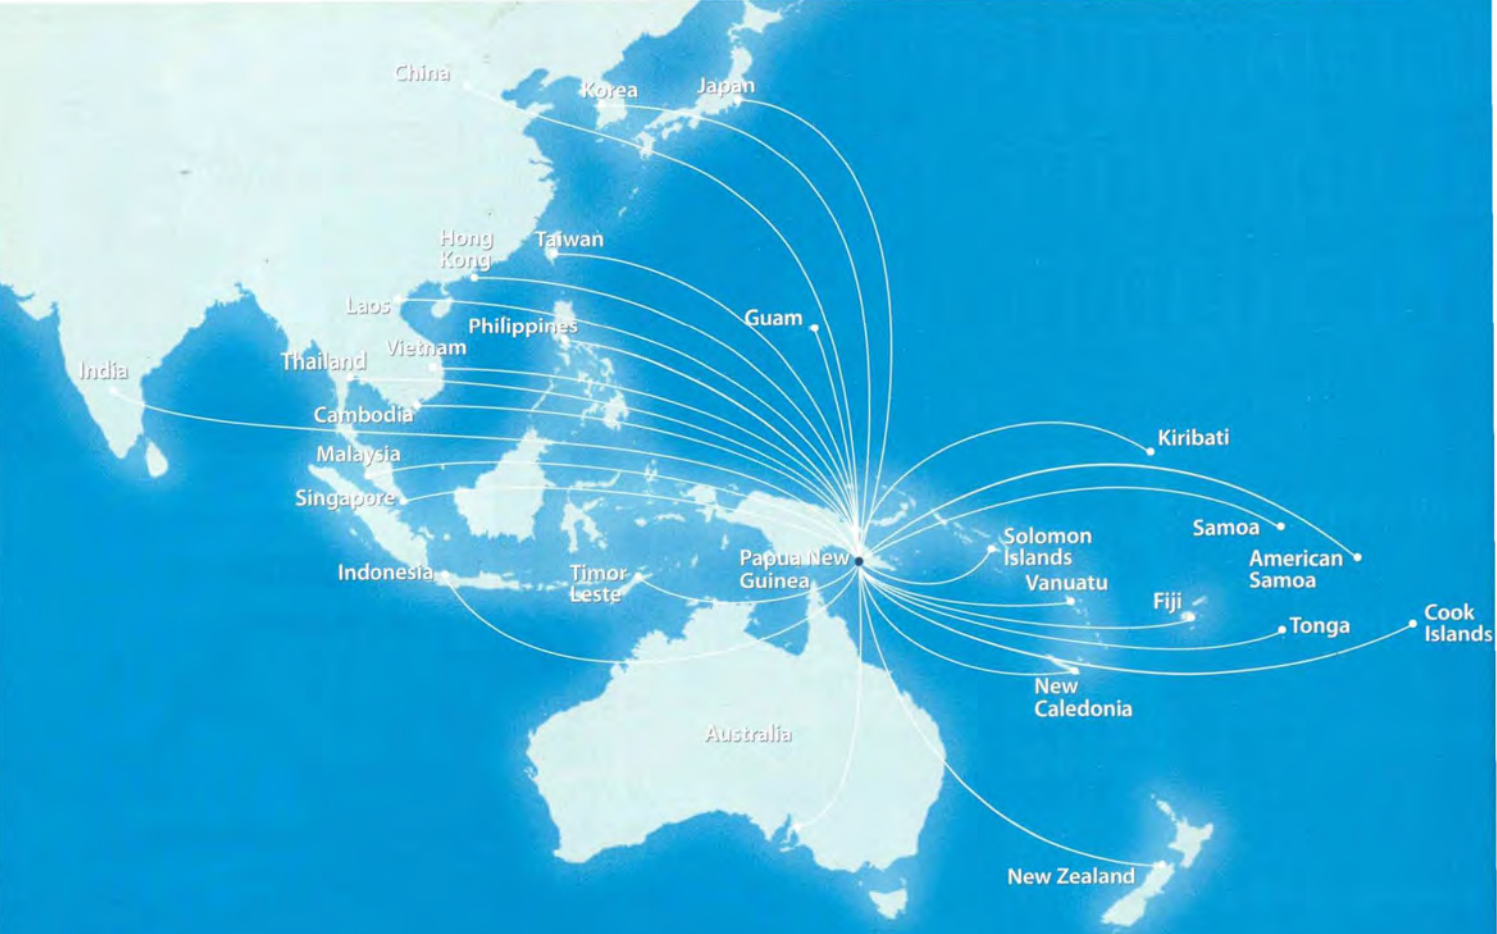 China
Korea
Japan
Hong
Kong
Taiwan
Laos
Philippines
Guam
Vietnam
Thailand
India
Cambodia
Malaysia
Singapore
Kiribati
Samoa
American
Samoa
Solomon
Islands
Papua New
Guinea
Indonesia
Timor
Leste
Vanuatu
Fiji
Tonga
Cook
Islands
New
Caledonia
Australia
New Zealand